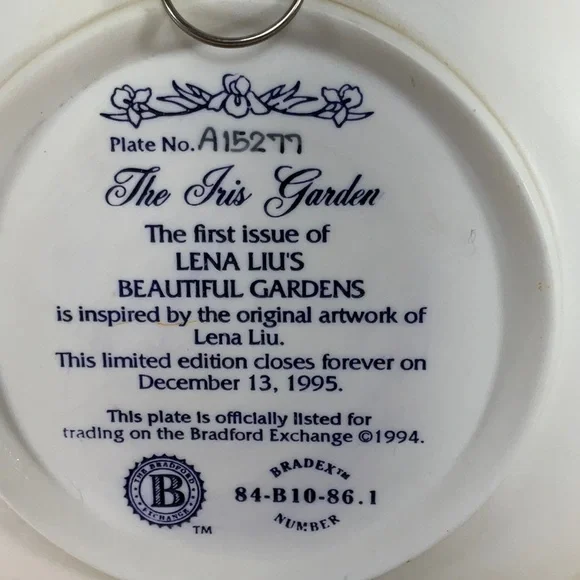 Plate No. A15277
The Iris Garden
The first issue of
LENA LIU'S
BEAUTIFUL GARDENS
is inspired by the original artwork of
Lena Liu.
This limited edition closes forever on
December 13, 1995.
This plate is officially listed for
trading on the Bradford Exchange ©1994.
THE BRADFORD
B
EXCHANGE
TM
BRADEX™
84-B10-86.1
NUMBER